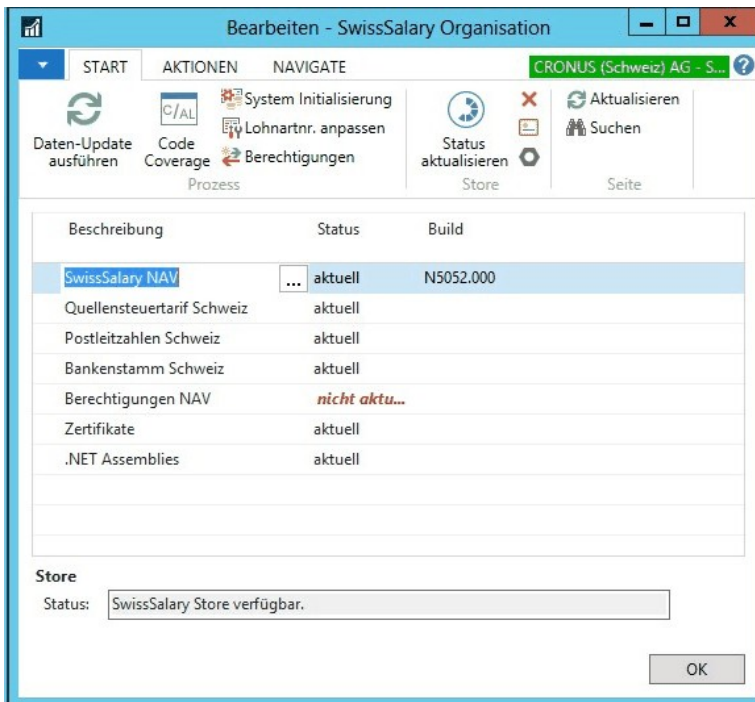 Bearbeiten - SwissSalary Organisation
START AKTIONEN NAVIGATE CRONUS (Schweiz) AG - S...
Daten-Update ausführen
C/AL
Code Coverage
System Initialisierung
Lohnartnr. anpassen
Berechtigungen
Prozess
Status aktualisieren
Store
Aktualisieren
Suchen
Seite
Beschreibung Status Build
SwissSalary NAV ... aktuell N5052.000
Quellensteuertarif Schweiz aktuell
Postleitzahlen Schweiz aktuell
Bankenstamm Schweiz aktuell
Berechtigungen NAV nicht aktu...
Zertifikate aktuell
.NET Assemblies aktuell
Store
Status: SwissSalary Store verfügbar.
OK